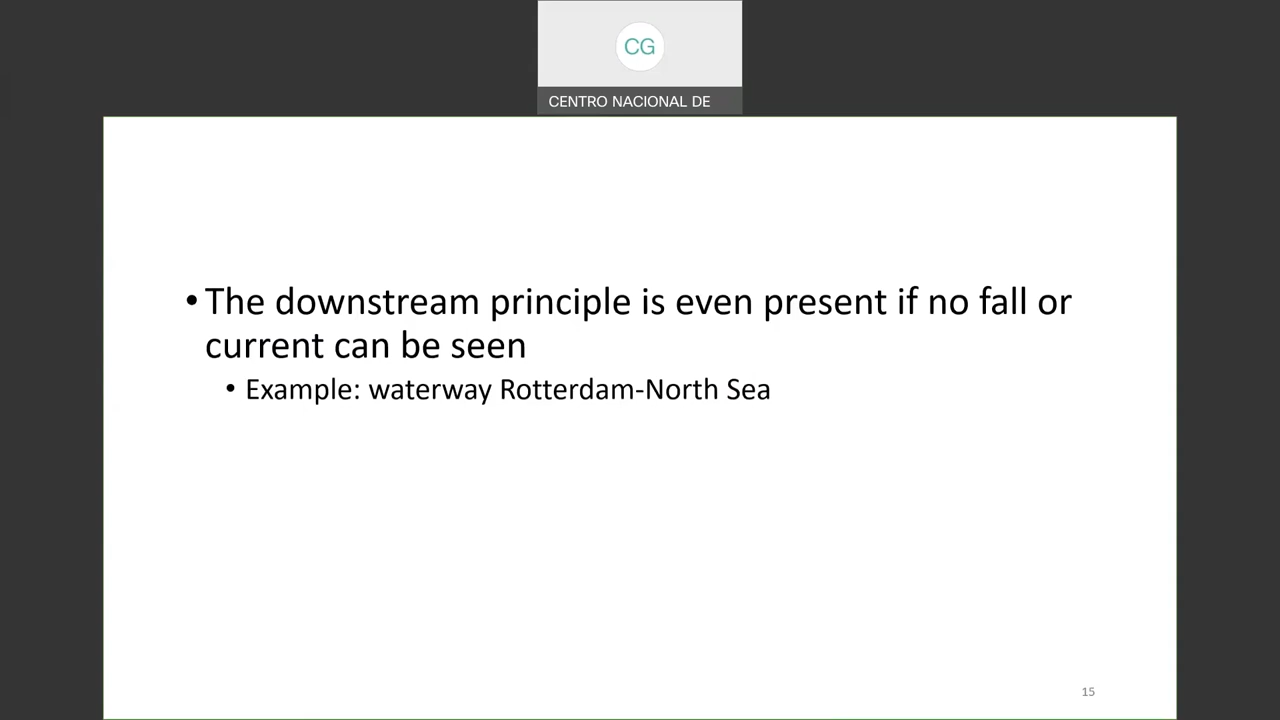 CG
CENTRO NACIONAL DE
• The downstream principle is even present if no fall or
current can be seen
• Example: waterway Rotterdam-North Sea
15